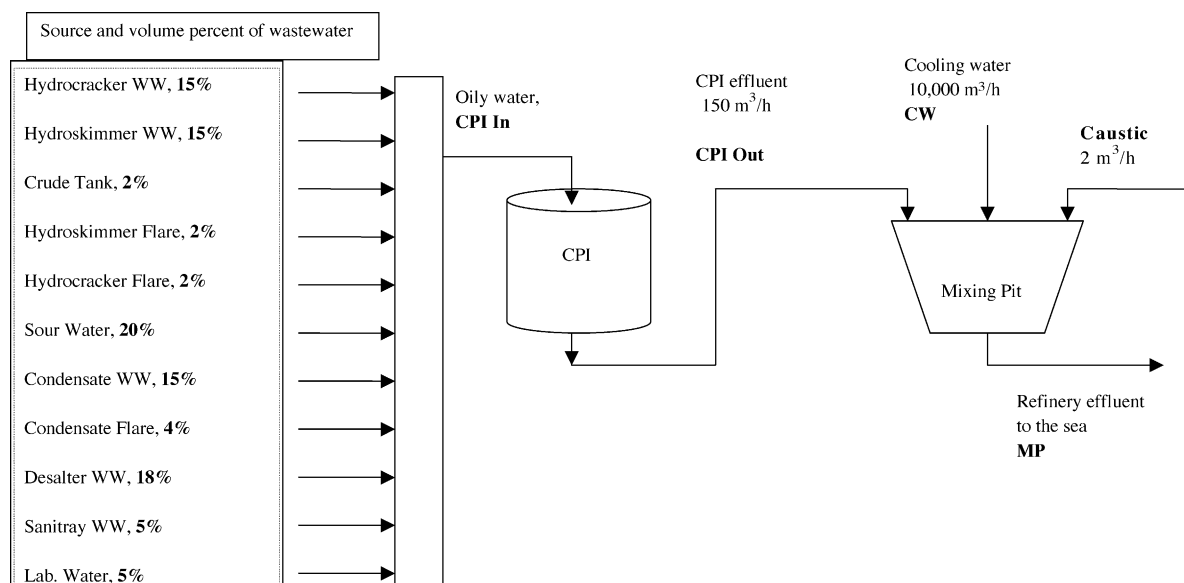 Source and volume percent of wastewater
Hydrocracker WW, 15%
Hydroskimmer WW, 15%
Crude Tank, 2%
Hydroskimmer Flare, 2%
Hydrocracker Flare, 2%
Sour Water, 20%
Condensate WW, 15%
Condensate Flare, 4%
Desalter WW, 18%
Sanitray WW, 5%
Lab. Water, 5%
Oily water,
CPI In
CPI
CPI effluent
150 m³/h
CPI Out
Cooling water
10,000 m³/h
CW
Caustic
2 m³/h
Mixing Pit
Refinery effluent
to the sea
MP